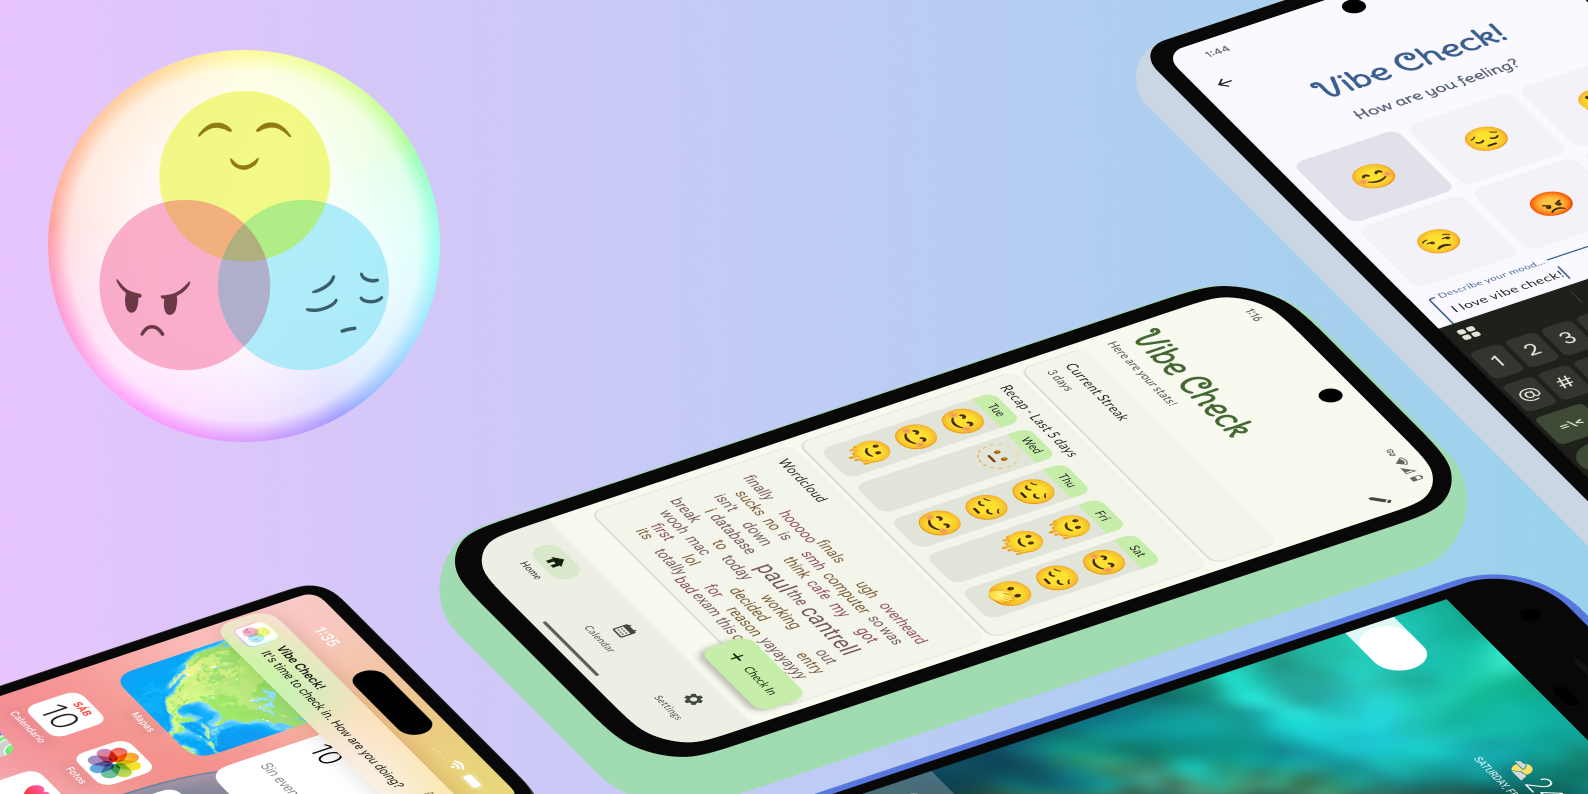 1:44
Vibe Check!
How are you feeling?
Describe your mood...
I love vibe check!
1 2 3
@ #
=\<
1:16
Vibe Check
Here are your stats!
Current Streak
3 days
Recap - Last 5 days
Tue
Wed
Thu
Fri
Sat
Wordcloud
finally hooooo finals ugh overheard
sucks no is smh computer so was
isn't down think cafe my got
i database paul the cantrell out
break to today working entry
wooh mac decided yayayayyy
first lol for reason
its totally bad exam this
+ Check In
Home
Calendar
Settings
1:35
Vibe Check!
It's time to check in. How are you doing?
SÁB
10
Calendario
Mapas
Fotos
10
Sin
SATURDAY,